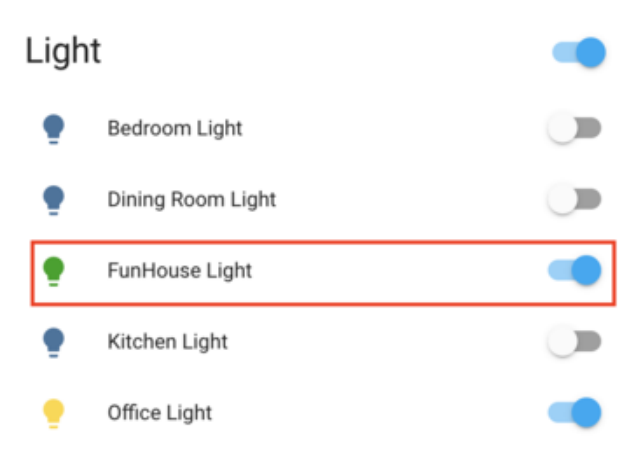 Light
Bedroom Light
Dining Room Light
FunHouse Light
Kitchen Light
Office Light